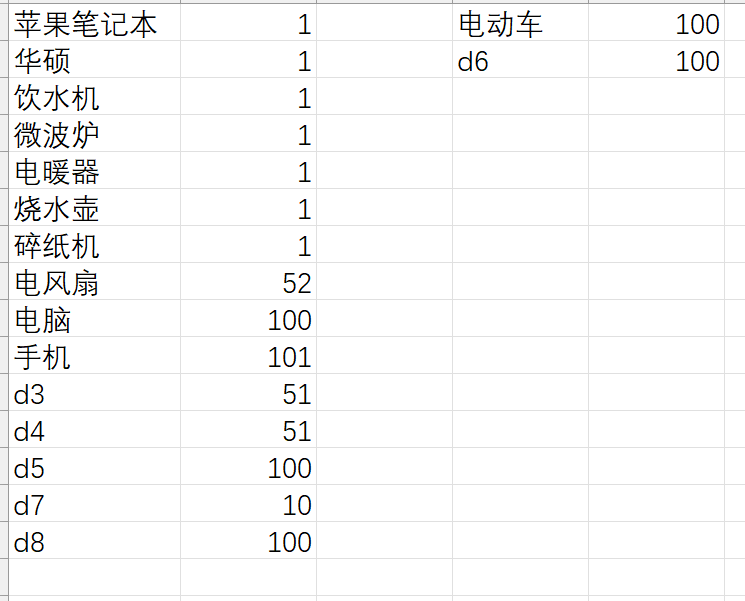 苹果笔记本 1 电动车 100
华硕 1 d6 100
饮水机 1
微波炉 1
电暖器 1
烧水壶 1
碎纸机 1
电风扇 52
电脑 100
手机 101
d3 51
d4 51
d5 100
d7 10
d8 100